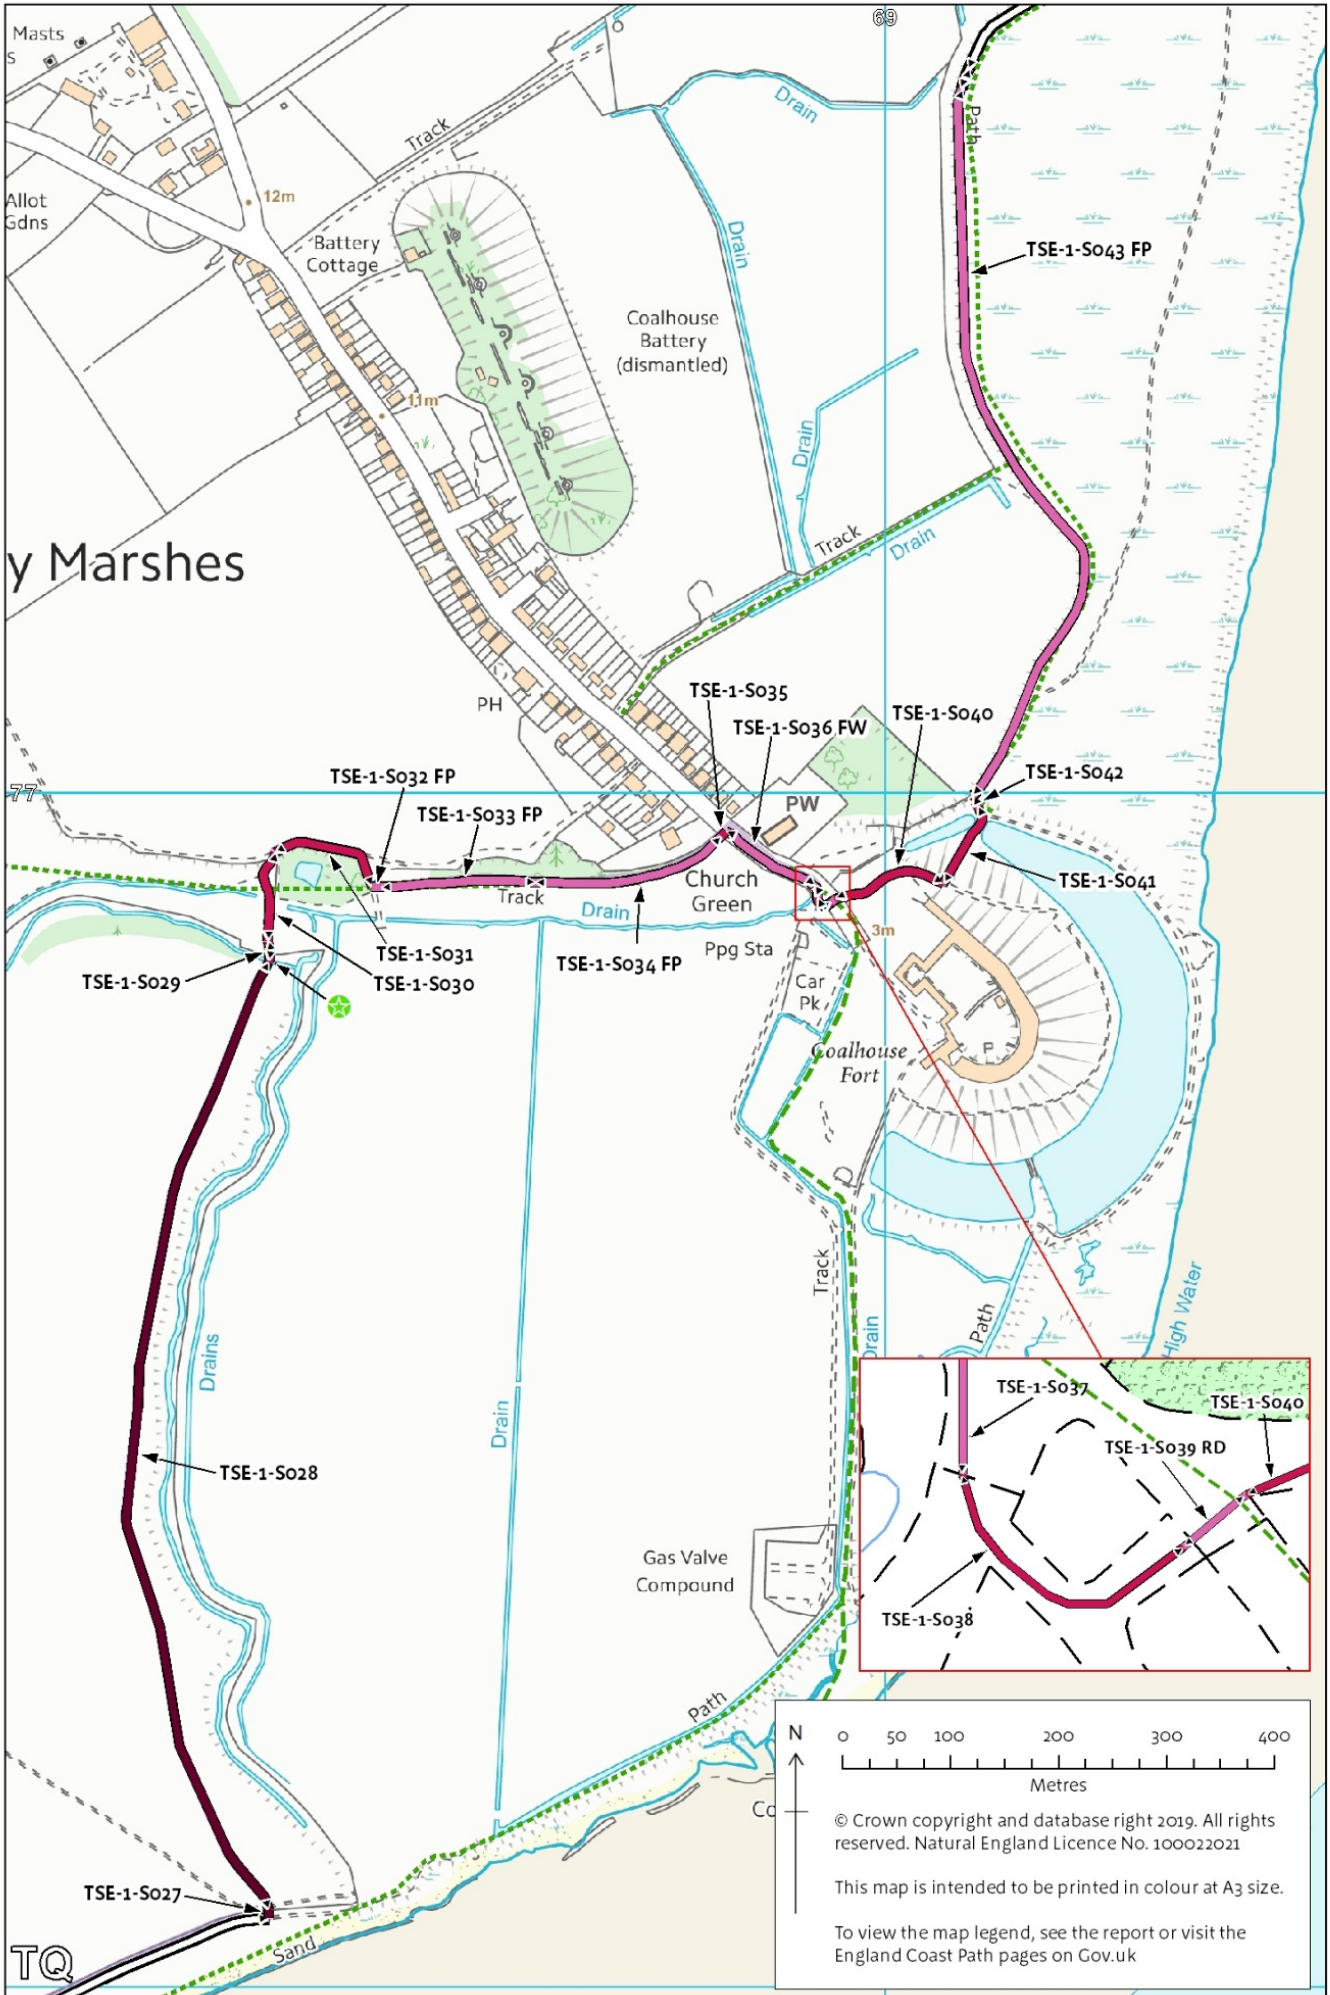 Masts
s
69
Drain
Path
Track
12m
Allot
Gdns
Battery
Cottage
Drain
TSE-1-S043 FP
Coalhouse
Battery
(dismantled)
11m
Drain
Track
Drain
y Marshes
PH
TSE-1-S035
TSE-1-S036 FW
TSE-1-S040
TSE-1-S032 FP
TSE-1-S042
77
PW
TSE-1-S033 FP
Church
Green
TSE-1-S041
Track
Drain
3m
Ppg Sta
TSE-1-S031
TSE-1-S034 FP
TSE-1-S029
TSE-1-S030
Car
Pk
Coalhouse
Fort
P
Track
Path
High Water
Drain
Drains
Drain
TSE-1-S028
TSE-1-S037
TSE-1-S040
TSE-1-S039 RD
TSE-1-S038
Gas Valve
Compound
Path
Co
TSE-1-S027
Sand
TQ
N
0 50 100 200 300 400
Metres
© Crown copyright and database right 2019. All rights
reserved. Natural England Licence No. 100022021
This map is intended to be printed in colour at A3 size.
To view the map legend, see the report or visit the
England Coast Path pages on Gov.uk